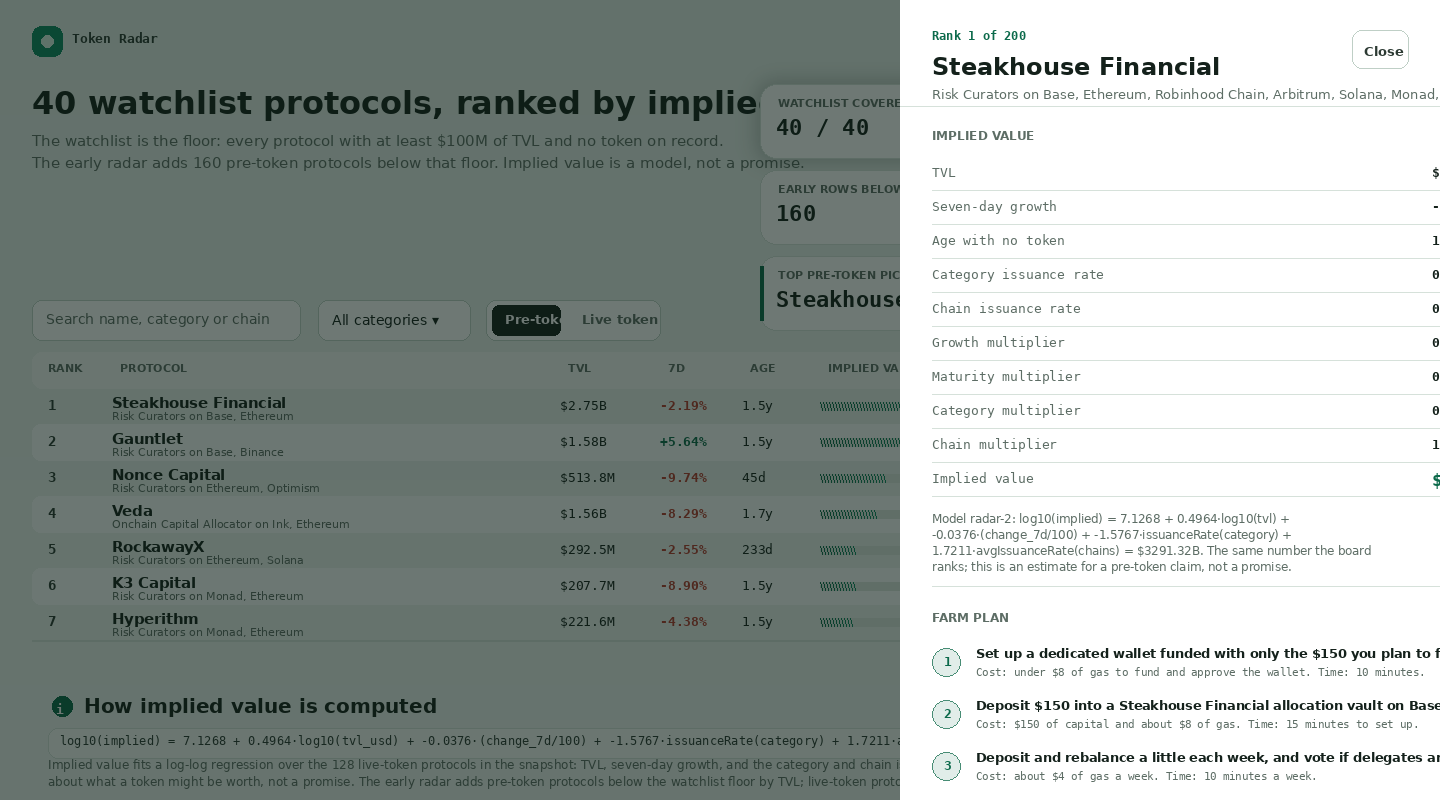 Token Radar
40 watchlist protocols, ranked by implie
The watchlist is the floor: every protocol with at least $100M of TVL and no token on record.
The early radar adds 160 pre-token protocols below that floor. Implied value is a model, not a promise.
WATCHLIST COVERE
40 / 40
EARLY ROWS BELOW
160
TOP PRE-TOKEN PIC
Steakhouse
Search name, category or chain
All categories ▾
Pre-tok
Live token
RANK PROTOCOL TVL 7D AGE IMPLIED VA
1 Steakhouse Financial $2.75B -2.19% 1.5y
Risk Curators on Base, Ethereum
2 Gauntlet $1.58B +5.64% 1.5y
Risk Curators on Base, Binance
3 Nonce Capital $513.8M -9.74% 45d
Risk Curators on Ethereum, Optimism
4 Veda $1.56B -8.29% 1.7y
Onchain Capital Allocator on Ink, Ethereum
5 RockawayX $292.5M -2.55% 233d
Risk Curators on Ethereum, Solana
6 K3 Capital $207.7M -8.90% 1.5y
Risk Curators on Monad, Ethereum
7 Hyperithm $221.6M -4.38% 1.5y
Risk Curators on Monad, Ethereum
i How implied value is computed
log10(implied) = 7.1268 + 0.4964·log10(tvl_usd) + -0.0376·(change_7d/100) + -1.5767·issuanceRate(category) + 1.7211·a
Implied value fits a log-log regression over the 128 live-token protocols in the snapshot: TVL, seven-day growth, and the category and chain i
about what a token might be worth, not a promise. The early radar adds pre-token protocols below the watchlist floor by TVL; live-token proto
Rank 1 of 200
Steakhouse Financial
Close
Risk Curators on Base, Ethereum, Robinhood Chain, Arbitrum, Solana, Monad,
IMPLIED VALUE
TVL $
Seven-day growth -
Age with no token 1
Category issuance rate 0
Chain issuance rate 0
Growth multiplier 0
Maturity multiplier 0
Category multiplier 0
Chain multiplier 1
Implied value $
Model radar-2: log10(implied) = 7.1268 + 0.4964·log10(tvl) +
-0.0376·(change_7d/100) + -1.5767·issuanceRate(category) +
1.7211·avgIssuanceRate(chains) = $3291.32B. The same number the board
ranks; this is an estimate for a pre-token claim, not a promise.
FARM PLAN
1 Set up a dedicated wallet funded with only the $150 you plan to f
Cost: under $8 of gas to fund and approve the wallet. Time: 10 minutes.
2 Deposit $150 into a Steakhouse Financial allocation vault on Base
Cost: $150 of capital and about $8 of gas. Time: 15 minutes to set up.
3 Deposit and rebalance a little each week, and vote if delegates ar
Cost: about $4 of gas a week. Time: 10 minutes a week.